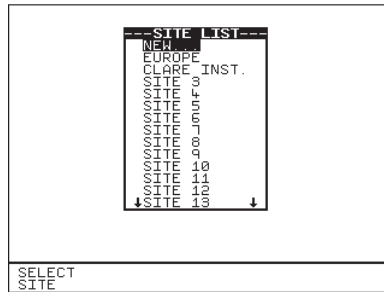 ---SITE LIST---
NEW...
EUROPE
CLARE INST.
SITE 3
SITE 4
SITE 5
SITE 6
SITE 7
SITE 8
SITE 9
SITE 10
SITE 11
SITE 12
↓SITE 13 ↓
SELECT
SITE